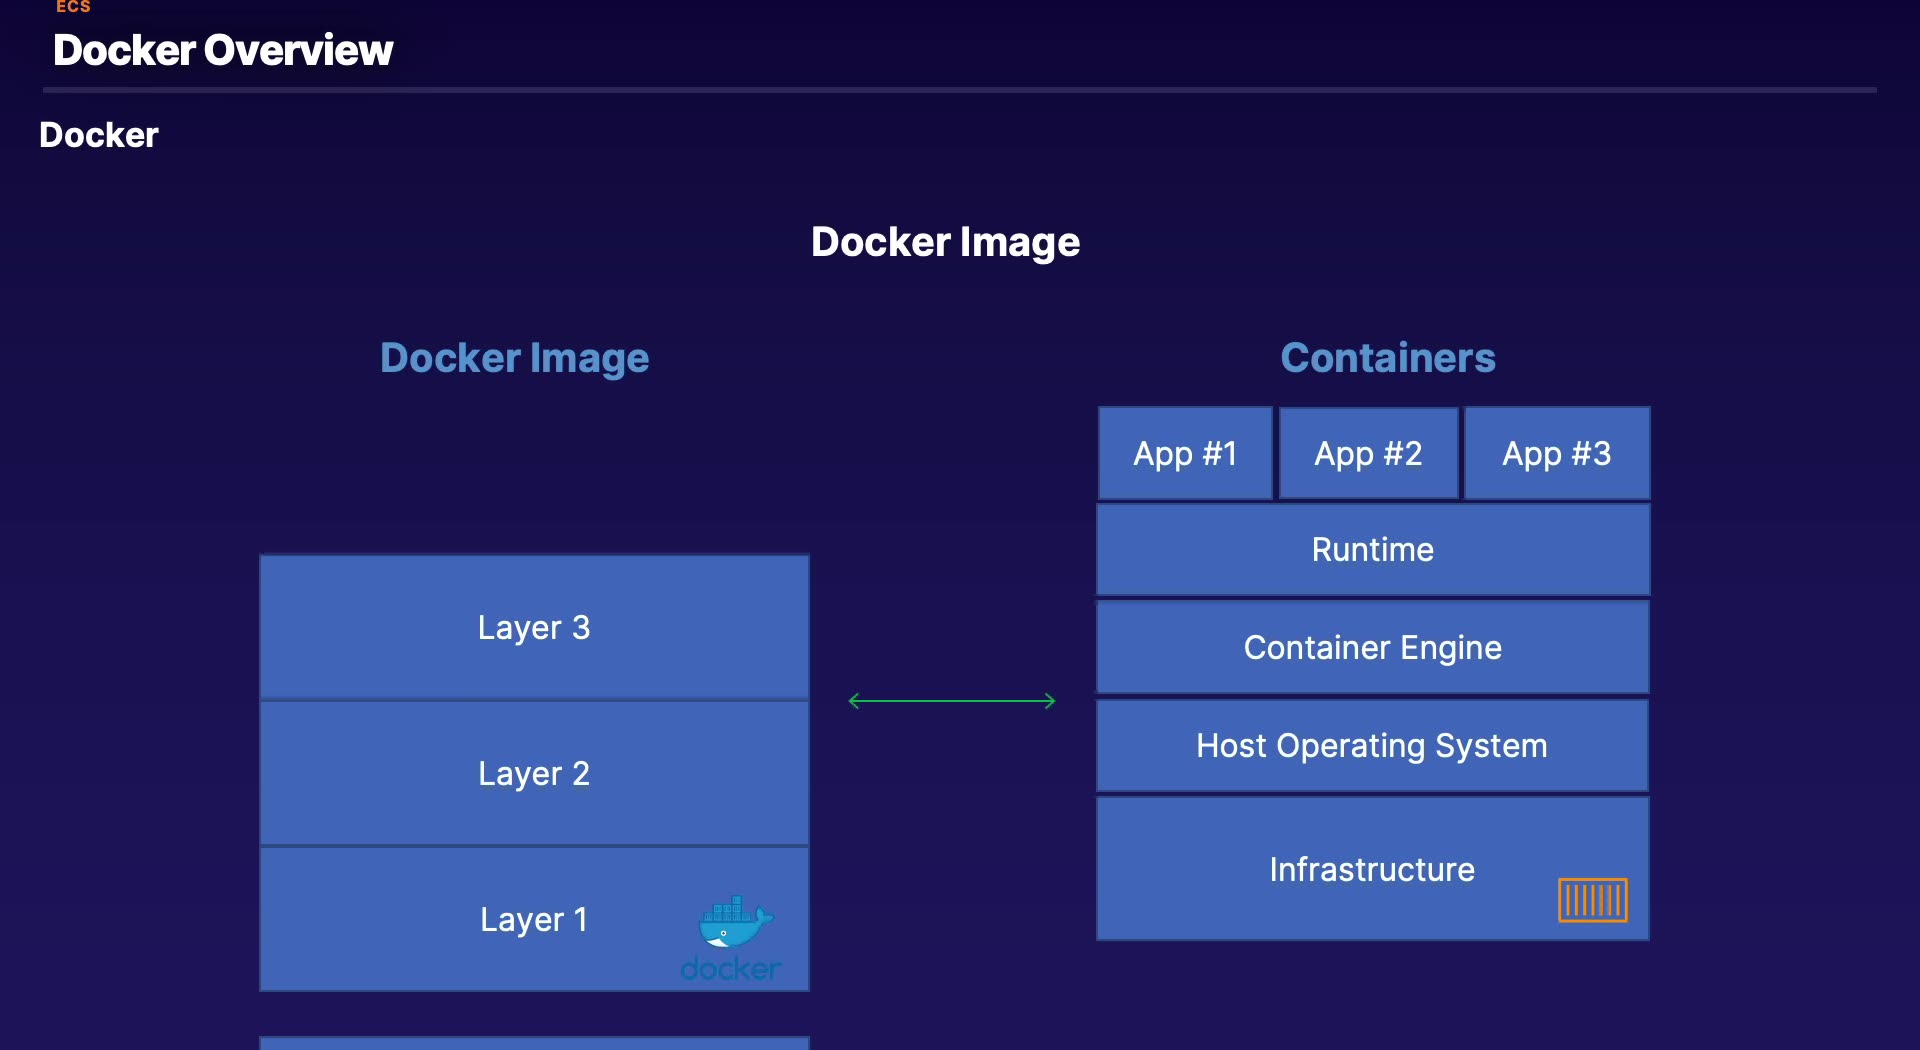 ECS
Docker Overview
Docker
Docker Image
Docker Image
Layer 3
Layer 2
Layer 1
docker
Containers
App #1 App #2 App #3
Runtime
Container Engine
Host Operating System
Infrastructure